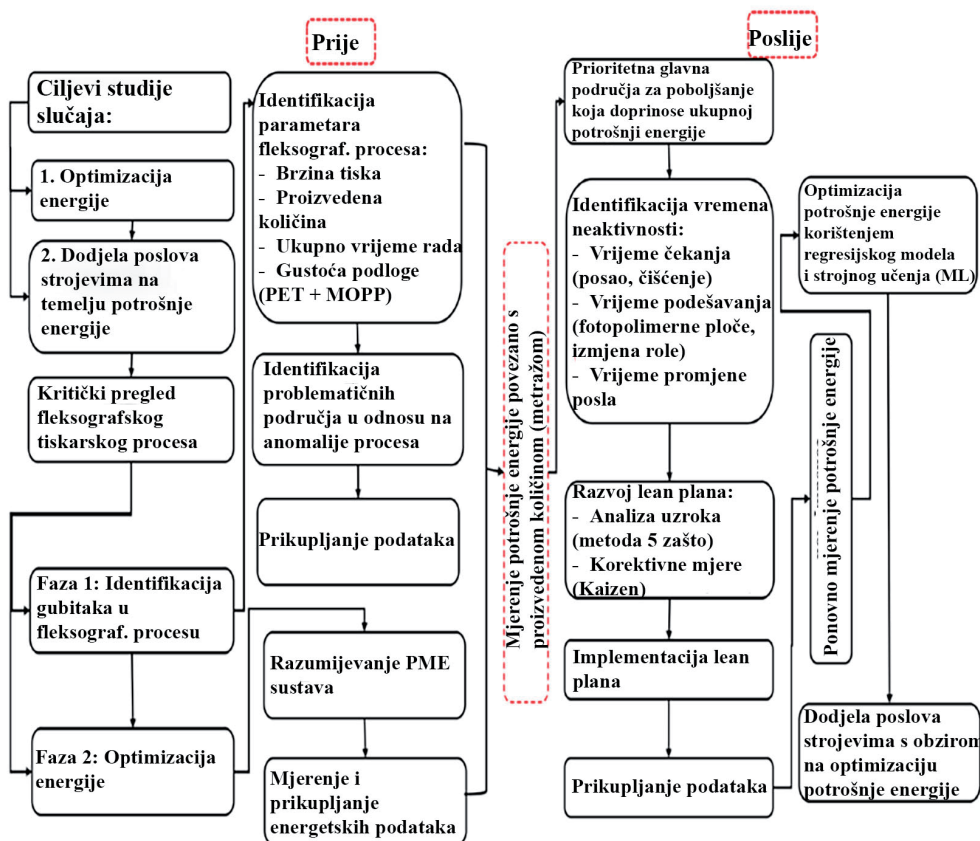 Prije
Poslije
Ciljevi studije
slučaja:
1. Optimizacija
energije
2. Dodjela poslova
strojevima na
temelju potrošnje
energije
Kritički pregled
fleksografskog
tiskarskog procesa
Faza 1: Identifikacija
gubitaka u
fleksograf. procesu
Faza 2: Optimizacija
energije
Identifikacija
parametara
fleksograf. procesa:
- Brzina tiska
- Proizvedena
količina
- Ukupno vrijeme rada
- Gustoća podloge
(PET + MOPP)
Identifikacija
problematičnih
područja u odnosu na
anomalije procesa
Prikupljanje podataka
Razumijevanje PME
sustava
Mjerenje i
prikupljanje
energetskih podataka
Mjerenje potrošnje energije povezano s
proizvedenom količinom (metražom)
Prioritetna glavna
područja za poboljšanje
koja doprinose ukupnoj
potrošnji energije
Identifikacija vremena
neaktivnosti:
- Vrijeme čekanja
(posao, čišćenje)
- Vrijeme podešavanja
(fotopolimerne ploče,
izmjena role)
- Vrijeme promjene
posla
Razvoj lean plana:
- Analiza uzroka
(metoda 5 zašto)
- Korektivne mjere
(Kaizen)
Implementacija lean
plana
Prikupljanje podataka
Ponovno mjerenje potrošnje energije
Optimizacija
potrošnje energije
korištenjem
regresijskog modela
i strojnog učenja (ML)
Dodjela poslova
strojevima s obzirom
na optimizaciju
potrošnje energije